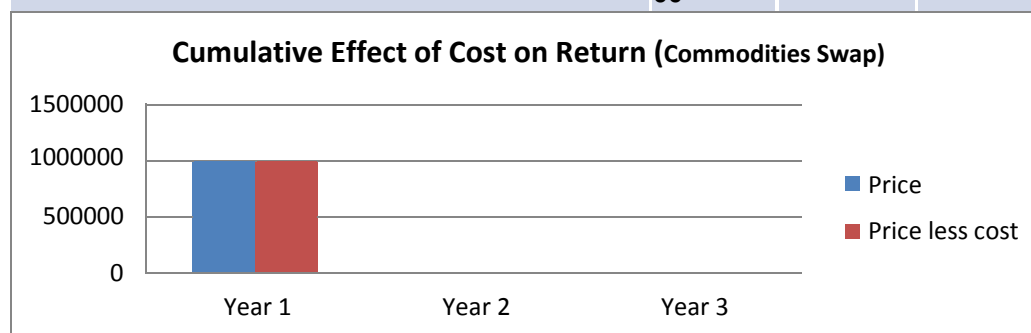 Cumulative Effect of Cost on Return (Commodities Swap)
1500000
1000000
500000
0
Year 1 Year 2 Year 3
Price
Price less cost